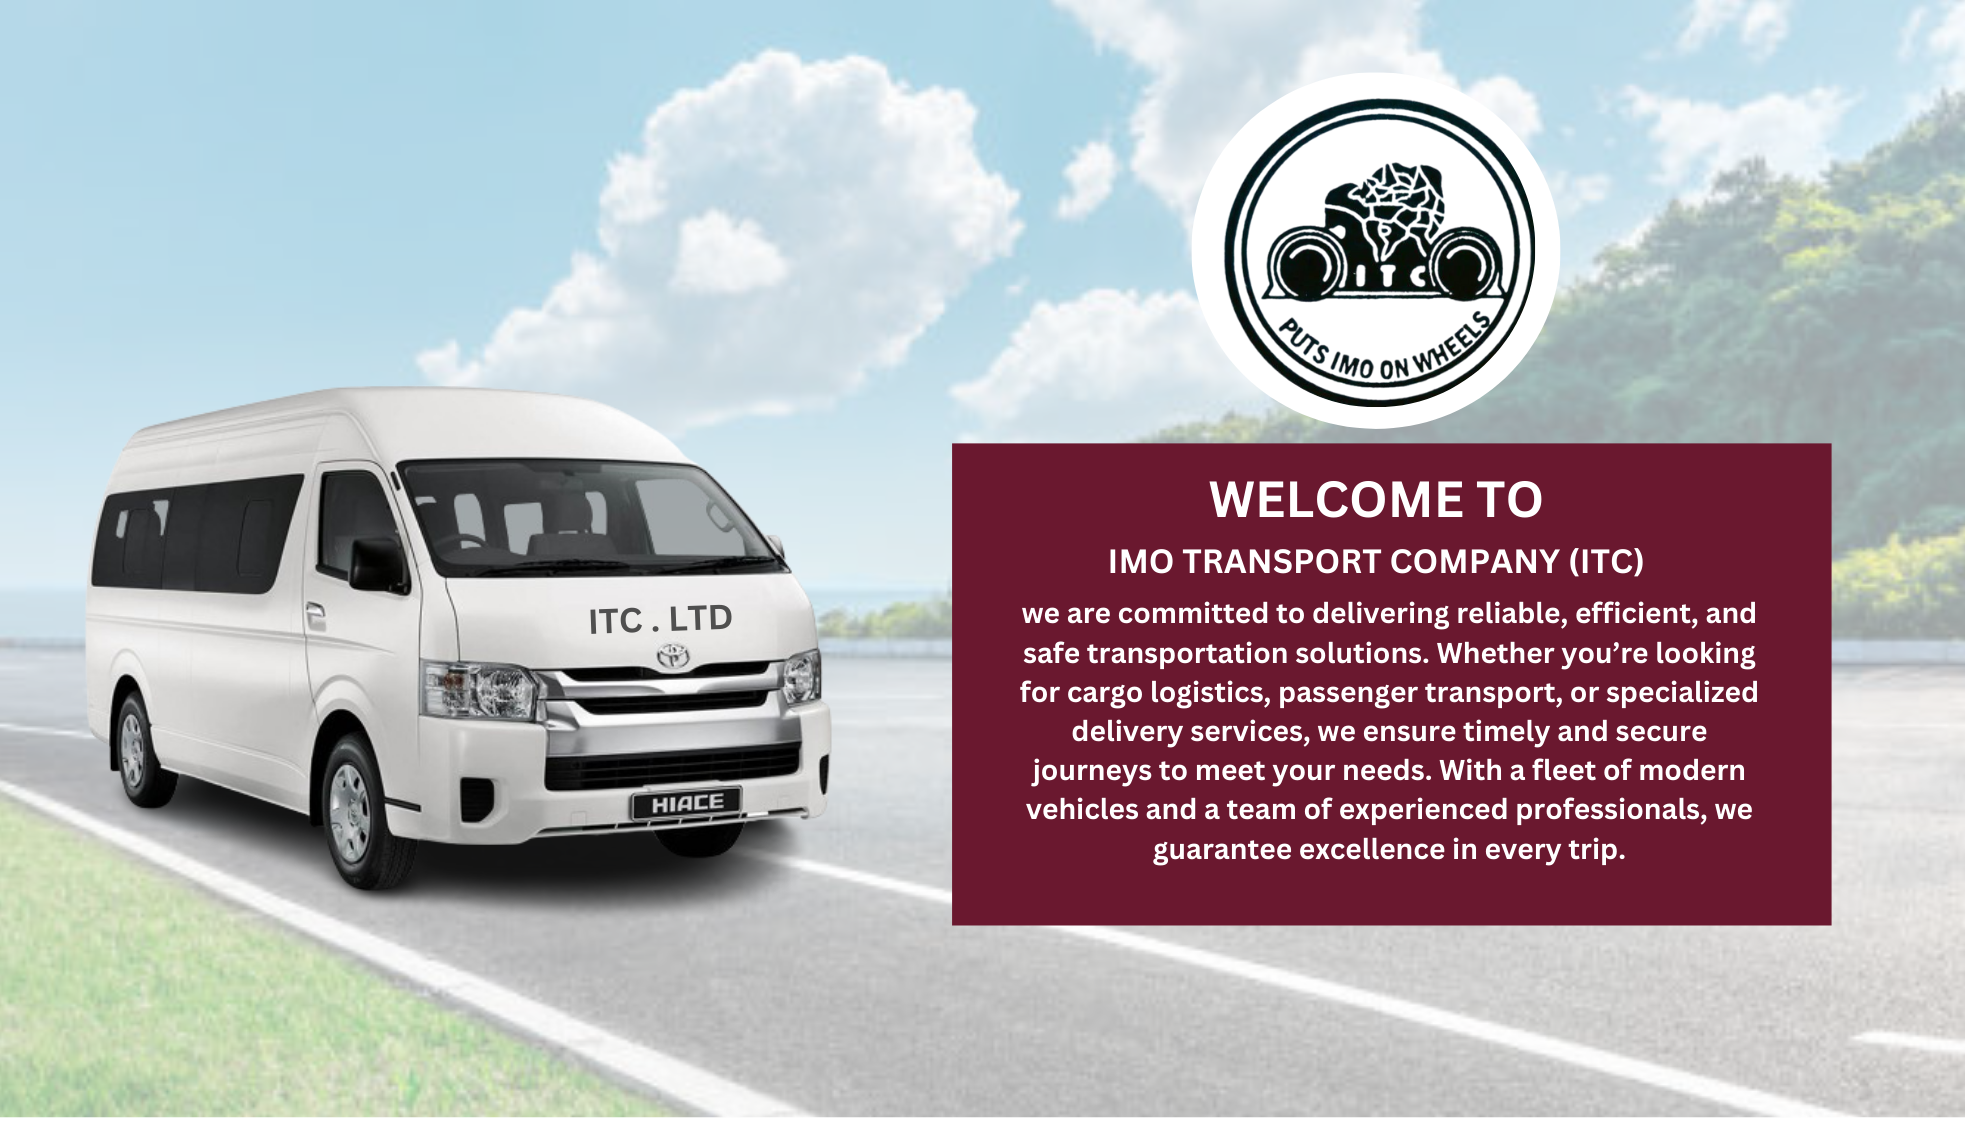 ITC
PUTS IMO ON WHEELS
WELCOME TO
IMO TRANSPORT COMPANY (ITC)
we are committed to delivering reliable, efficient, and
safe transportation solutions. Whether you’re looking
for cargo logistics, passenger transport, or specialized
delivery services, we ensure timely and secure
journeys to meet your needs. With a fleet of modern
vehicles and a team of experienced professionals, we
guarantee excellence in every trip.
ITC . LTD
HIACE